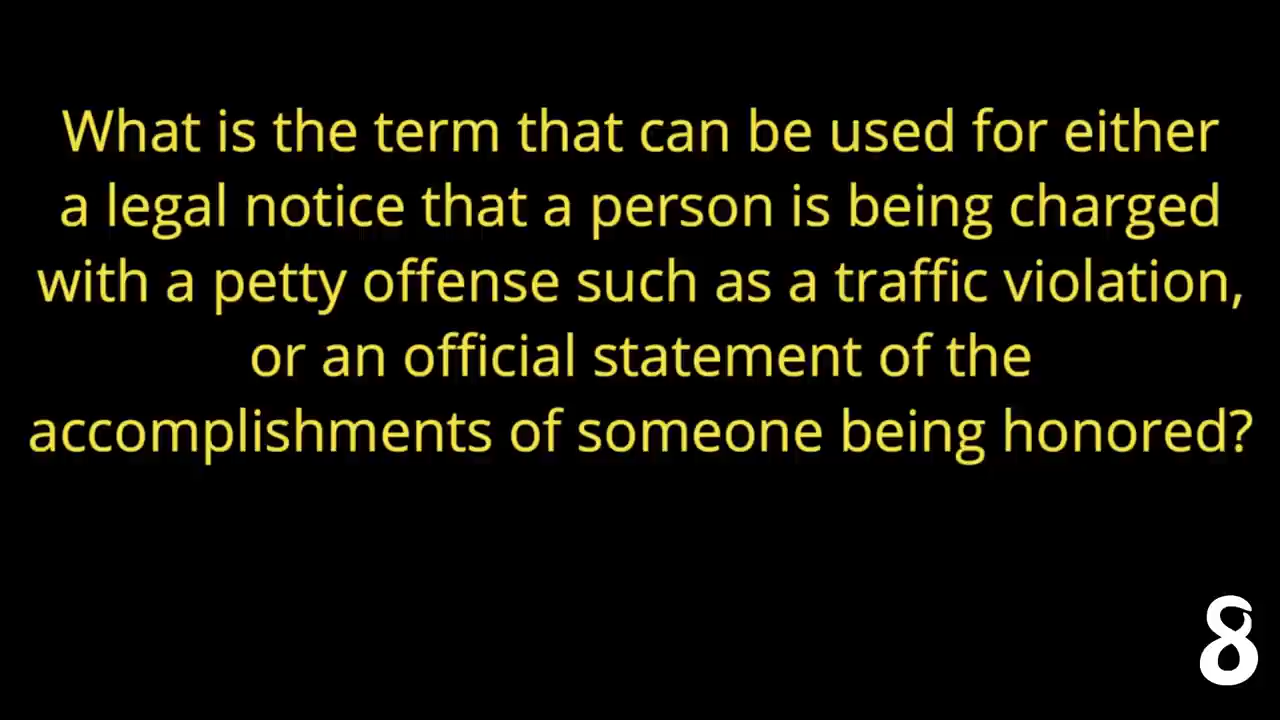 What is the term that can be used for either
a legal notice that a person is being charged
with a petty offense such as a traffic violation,
or an official statement of the
accomplishments of someone being honored?
8